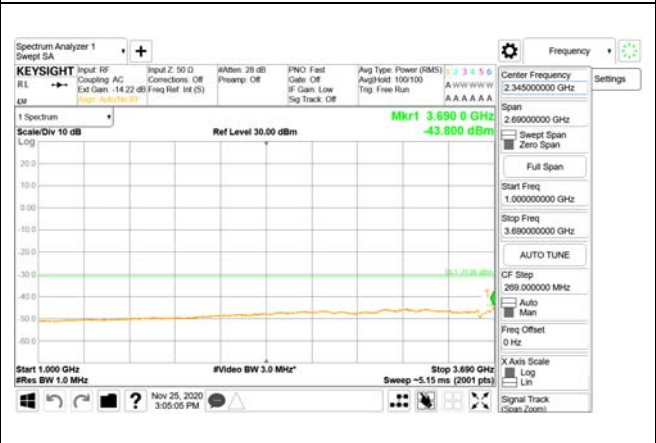 Spectrum Analyzer 1
Swept SA
Frequency
KEYSIGHT
Input: RF
Input Z: 50 Ω
#Atten: 28 dB
PNO: Fast
Avg Type: Power (RMS)
1 2 3 4 5 6
RL
Coupling: AC
Corrections: Off
Preamp: Off
Gate: Off
Avg|Hold: 100/100
A W W W W W
Ext Gain: -14.22 dB
Freq Ref: Int (S)
IF Gain: Low
Trig: Free Run
Align: Auto/No RF
Sig Track: Off
A A A A A A
Settings
1 Spectrum
Mkr1 3.690 0 GHz
Scale/Div 10 dB
Ref Level 30.00 dBm
-43.800 dBm
Log
20.0
10.0
0.00
-10.0
-20.0
-30.0
-40.0
-50.0
-60.0
1
Start 1.000 GHz
#Video BW 3.0 MHz*
Stop 3.690 GHz
#Res BW 1.0 MHz
Sweep ~5.15 ms (2001 pts)
Nov 25, 2020
3:05:05 PM
Center Frequency
2.345000000 GHz
Span
2.69000000 GHz
Swept Span
Zero Span
Full Span
Start Freq
1.000000000 GHz
Stop Freq
3.690000000 GHz
AUTO TUNE
CF Step
269.000000 MHz
Auto
Man
Freq Offset
0 Hz
X Axis Scale
Log
Lin
Signal Track
(Span Zoom)